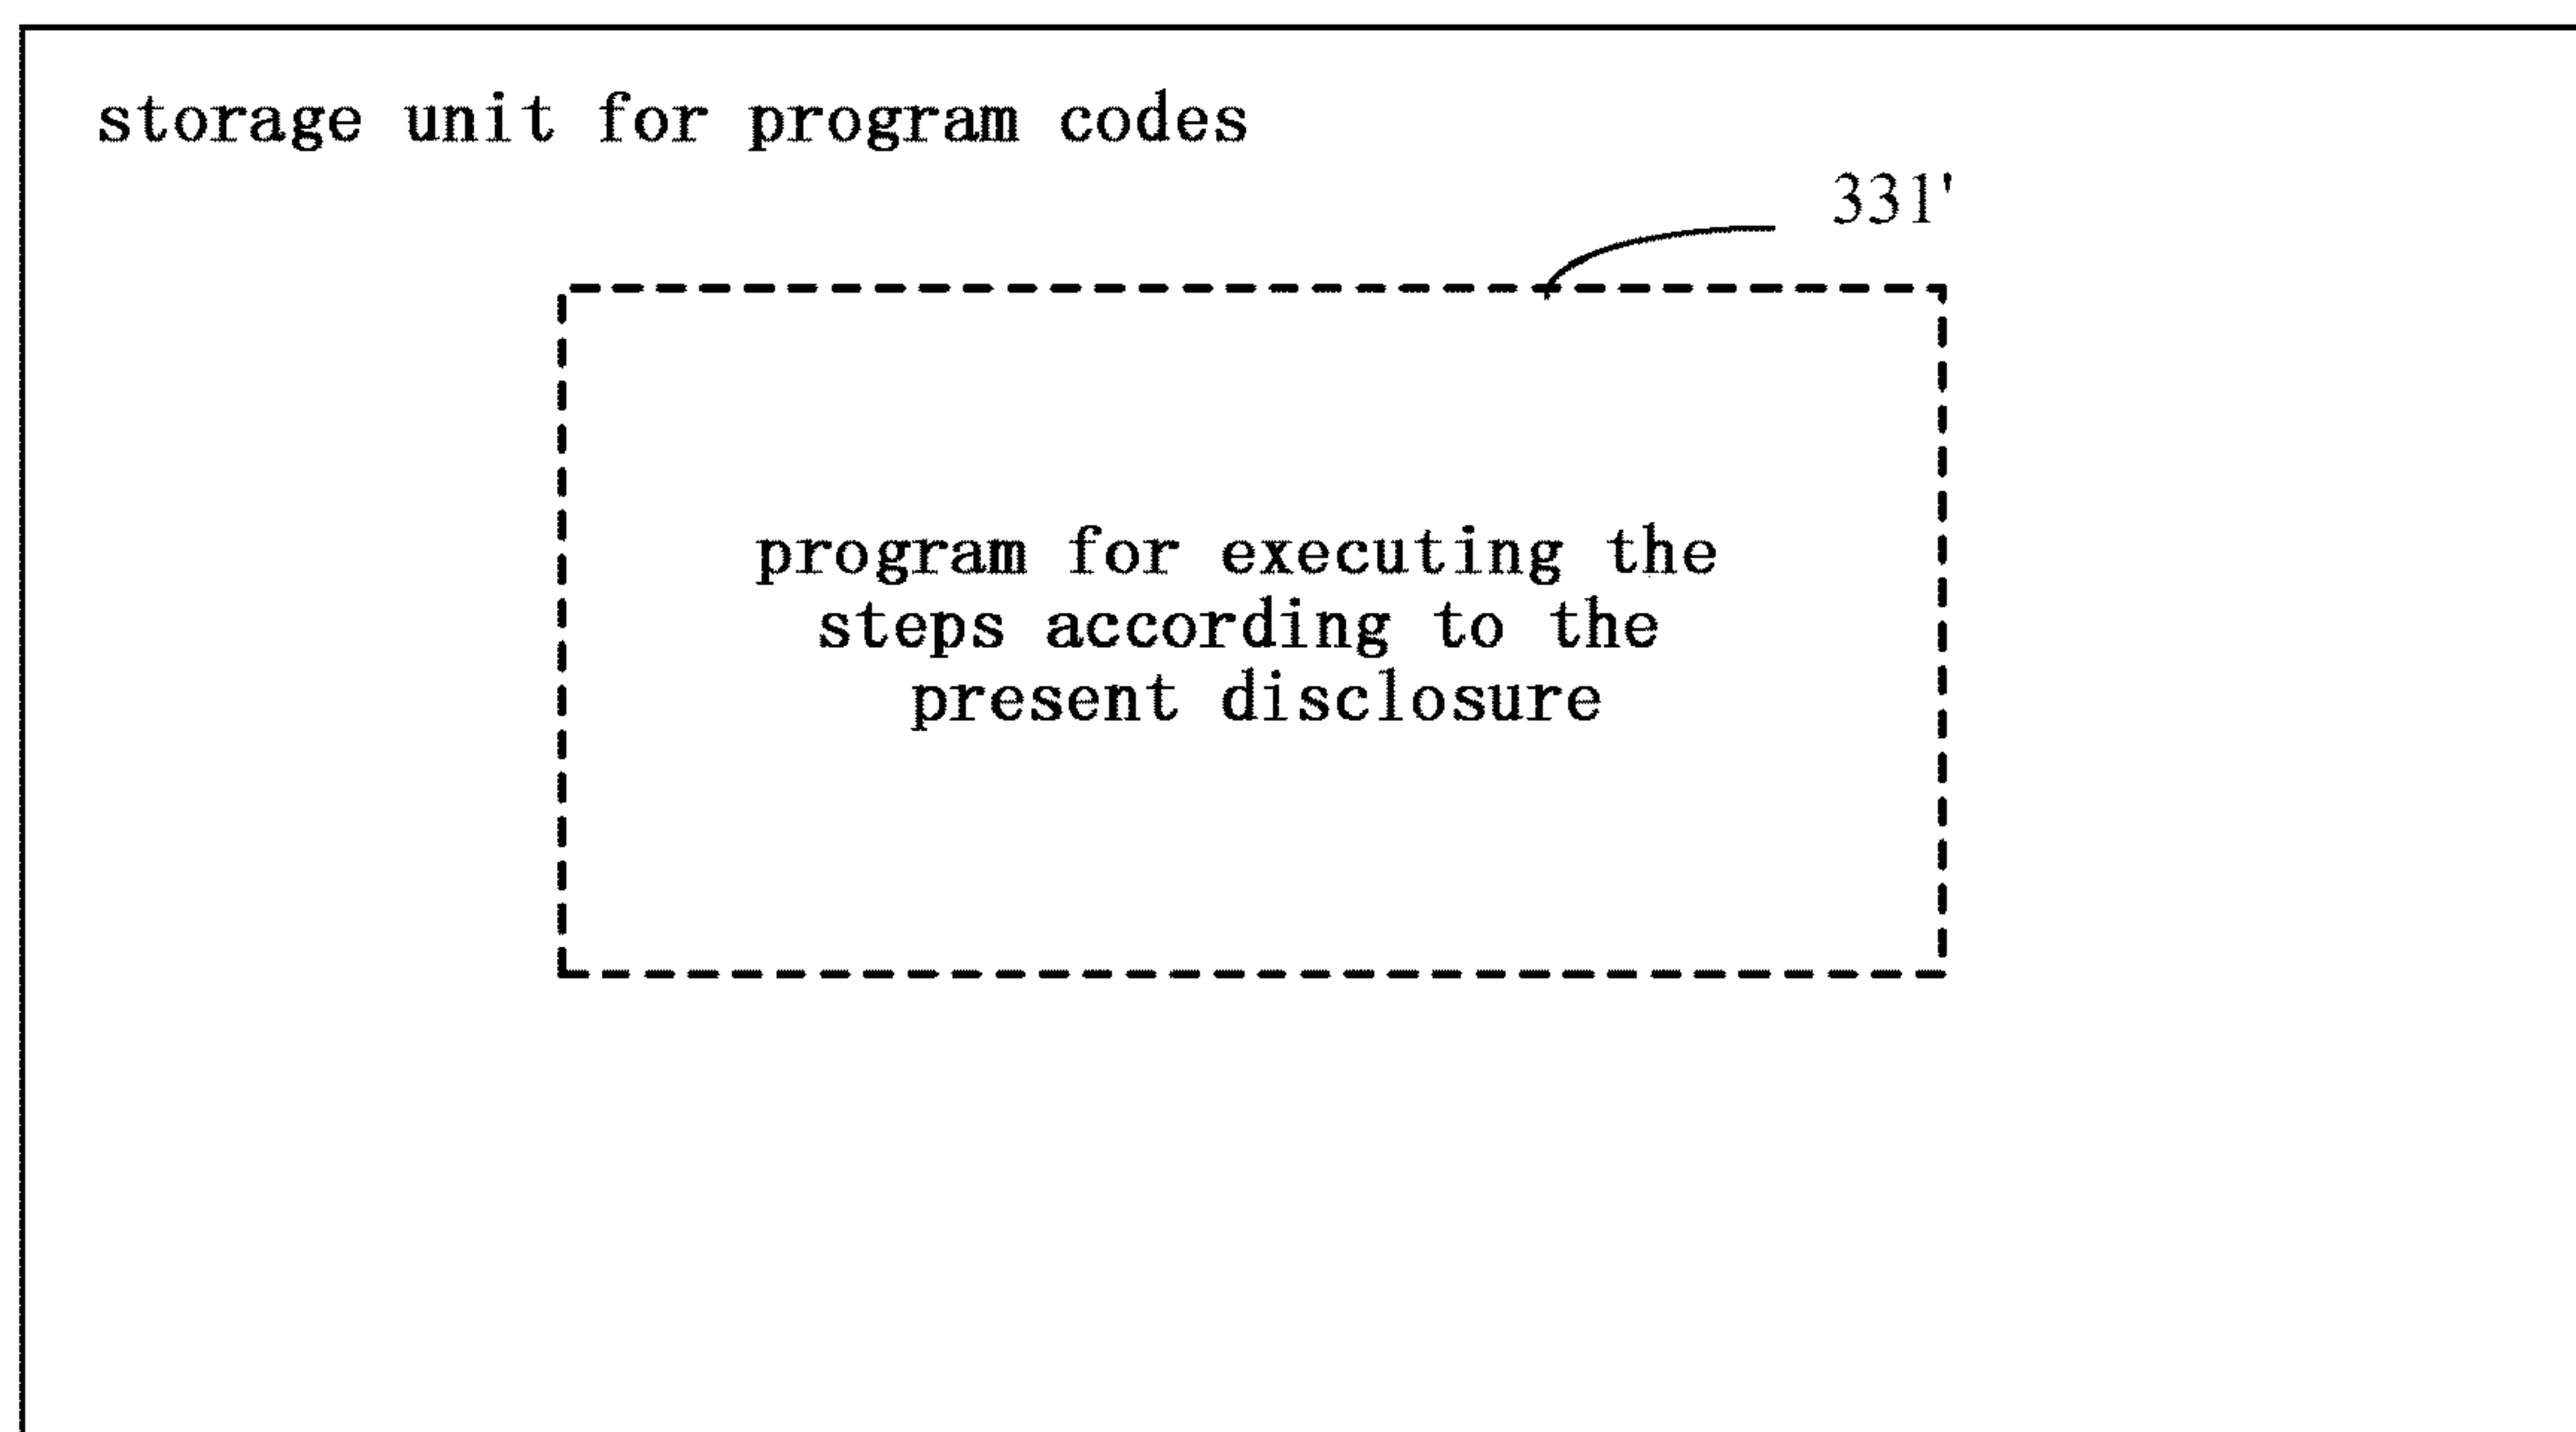 storage unit for program codes
331'
program for executing the
steps according to the
present disclosure